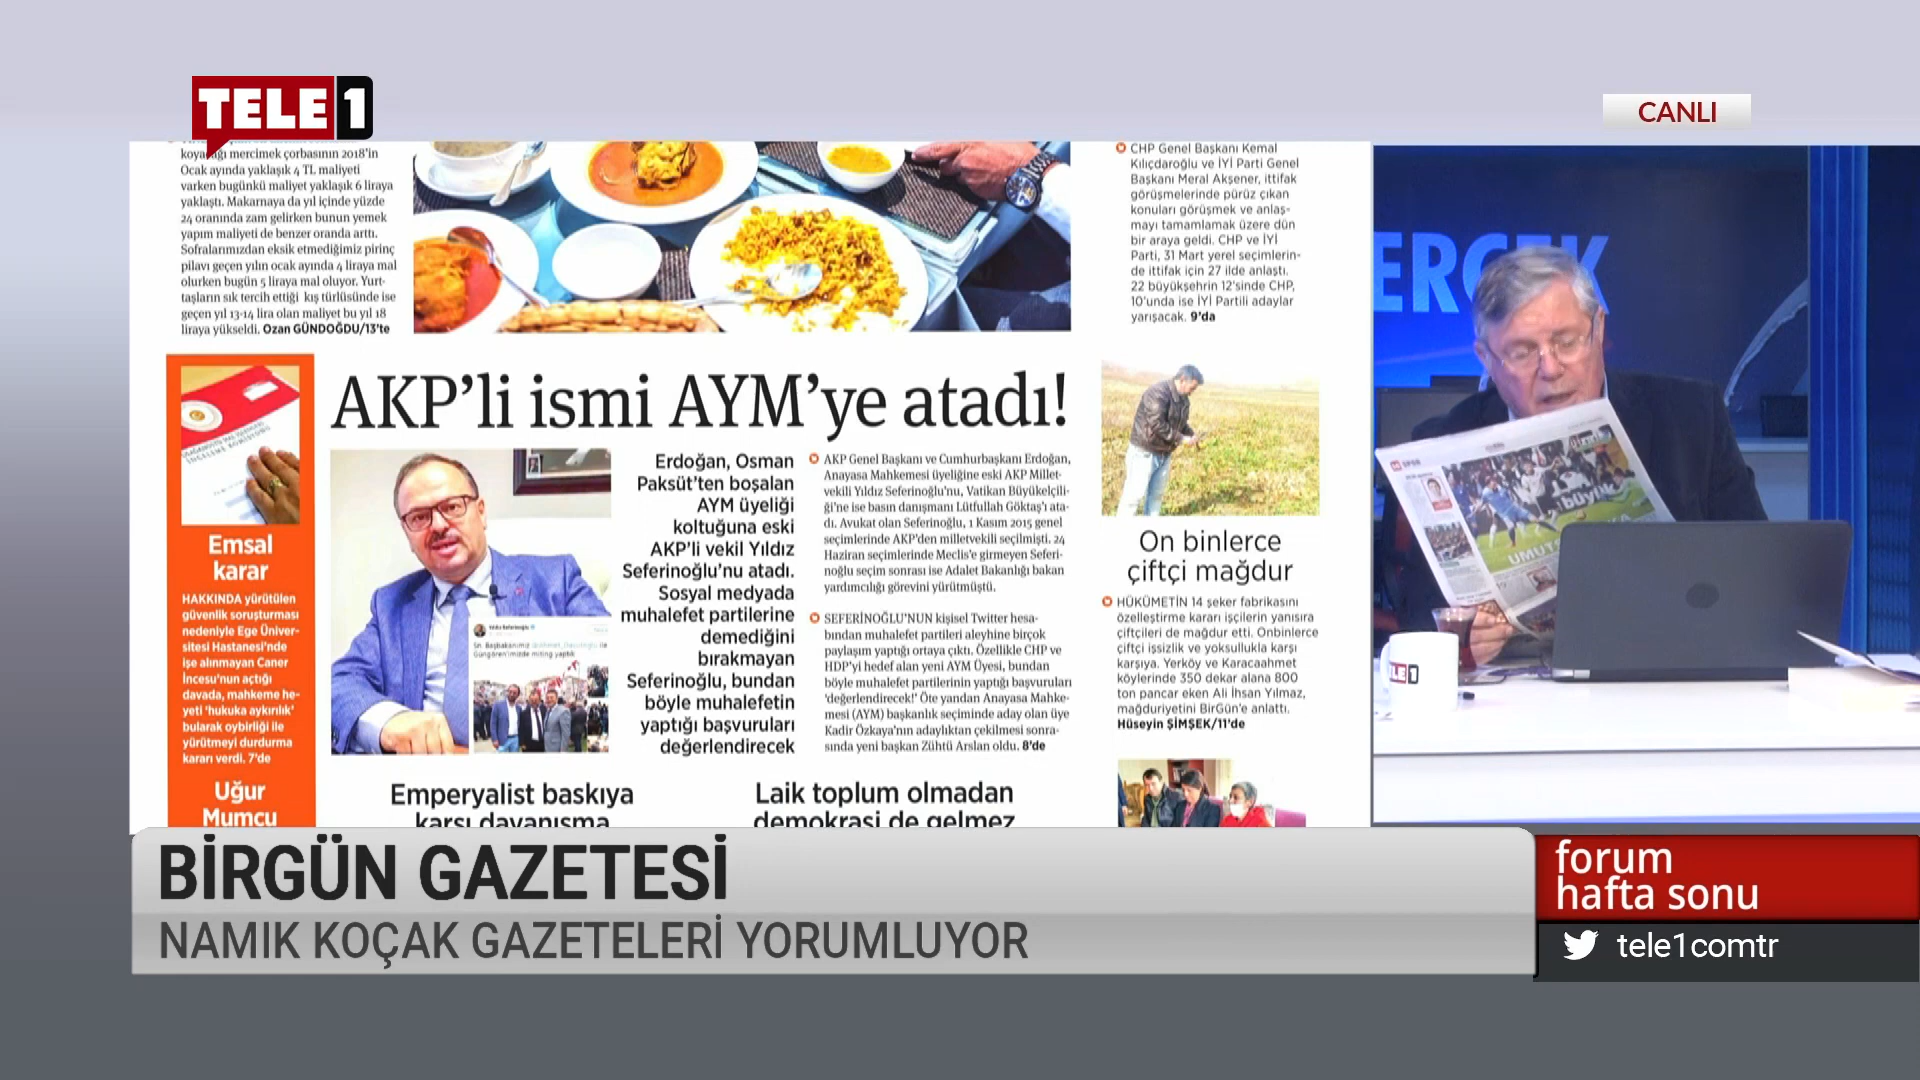 TELE1
CANLI
koyacağı mercimek çorbasının 2018'in
Ocak ayında yaklaşık 4 TL maliyeti
varken bugünkü maliyet yaklaşık 6 liraya
yaklaştı. Makarnaya da yıl içinde yüzde
24 oranında zam gelirken bunun yemek
yapım maliyeti de benzer oranda arttı.
Sofralarımızdan eksik etmediğimiz pirinç
pilavı geçen yılın ocak ayında 4 liraya mal
olurken bugün 5 liraya mal oluyor. Yurt-
taşların sık tercih ettiği kış türlüsünde ise
geçen yıl 13-14 lira olan maliyet bu yıl 18
liraya yükseldi. Ozan GÜNDOĞDU/13'te
CHP Genel Başkanı Kemal
Kılıçdaroğlu ve İYİ Parti Genel
Başkanı Meral Akşener, ittifak
görüşmelerinde pürüz çıkan
konuları görüşmek ve anlaş-
mayı tamamlamak üzere dün
bir araya geldi. CHP ve İYİ
Parti, 31 Mart yerel seçimlerin-
de ittifak için 27 ilde anlaştı.
22 büyükşehrin 12'sinde CHP,
10'unda ise İYİ Partili adaylar
yarışacak. 9'da
Emsal
karar
HAKKINDA yürütülen
güvenlik soruşturması
nedeniyle Ege Üniver-
sitesi Hastanesi'nde
işe alınmayan Caner
İncesu'nun açtığı
davada, mahkeme he-
yeti 'hukuka aykırılık'
bularak oybirliği ile
yürütmeyi durdurma
kararı verdi. 7'de
Uğur
Mumcu
AKP'li ismi AYM'ye atadı!
Erdoğan, Osman
Paksüt'ten boşalan
AYM üyeliği
koltuğuna eski
AKP'li vekil Yıldız
Seferinoğlu'nu atadı.
Sosyal medyada
muhalefet partilerine
demediğini
bırakmayan
Seferinoğlu, bundan
böyle muhalefetin
yaptığı başvuruları
değerlendirecek
AKP Genel Başkanı ve Cumhurbaşkanı Erdoğan,
Anayasa Mahkemesi üyeliğine eski AKP Millet-
vekili Yıldız Seferinoğlu'nu, Vatikan Büyükelçili-
ği'ne ise basın danışmanı Lütfullah Göktaş'ı ata-
dı. Avukat olan Seferinoğlu, 1 Kasım 2015 genel
seçimlerinde AKP'den milletvekili seçilmişti. 24
Haziran seçimlerinde Meclis'e girmeyen Seferi-
noğlu seçim sonrası ise Adalet Bakanlığı bakan
yardımcılığı görevini yürütmüştü.
SEFERİNOĞLU'NUN kişisel Twitter hesa-
bından muhalefet partileri aleyhine birçok
paylaşım yaptığı ortaya çıktı. Özellikle CHP ve
HDP'yi hedef alan yeni AYM Üyesi, bundan
böyle muhalefet partilerinin yaptığı başvuruları
'değerlendirecek!' Öte yandan Anayasa Mahke-
mesi (AYM) başkanlık seçiminde aday olan üye
Kadir Özkaya'nın adaylıktan çekilmesi sonra-
sında yeni başkan Zühtü Arslan oldu. 8'de
On binlerce
çiftçi mağdur
HÜKÜMETİN 14 şeker fabrikasını
özelleştirme kararı işçilerin yanısıra
çiftçileri de mağdur etti. Onbinlerce
çiftçi işsizlik ve yoksullukla karşı
karşıya. Yerköy ve Karacaahmet
köylerinde 350 dekar alana 800
ton pancar eken Ali İhsan Yılmaz,
mağduriyetini BirGün'e anlattı.
Hüseyin ŞİMŞEK/11'de
Emperyalist baskıya
karşı dayanışma
Laik toplum olmadan
demokrasi de gelmez
ERÇEK
büyük
TELE1
BİRGÜN GAZETESİ
NAMIK KOÇAK GAZETELERİ YORUMLUYOR
forum
hafta sonu
tele1comtr